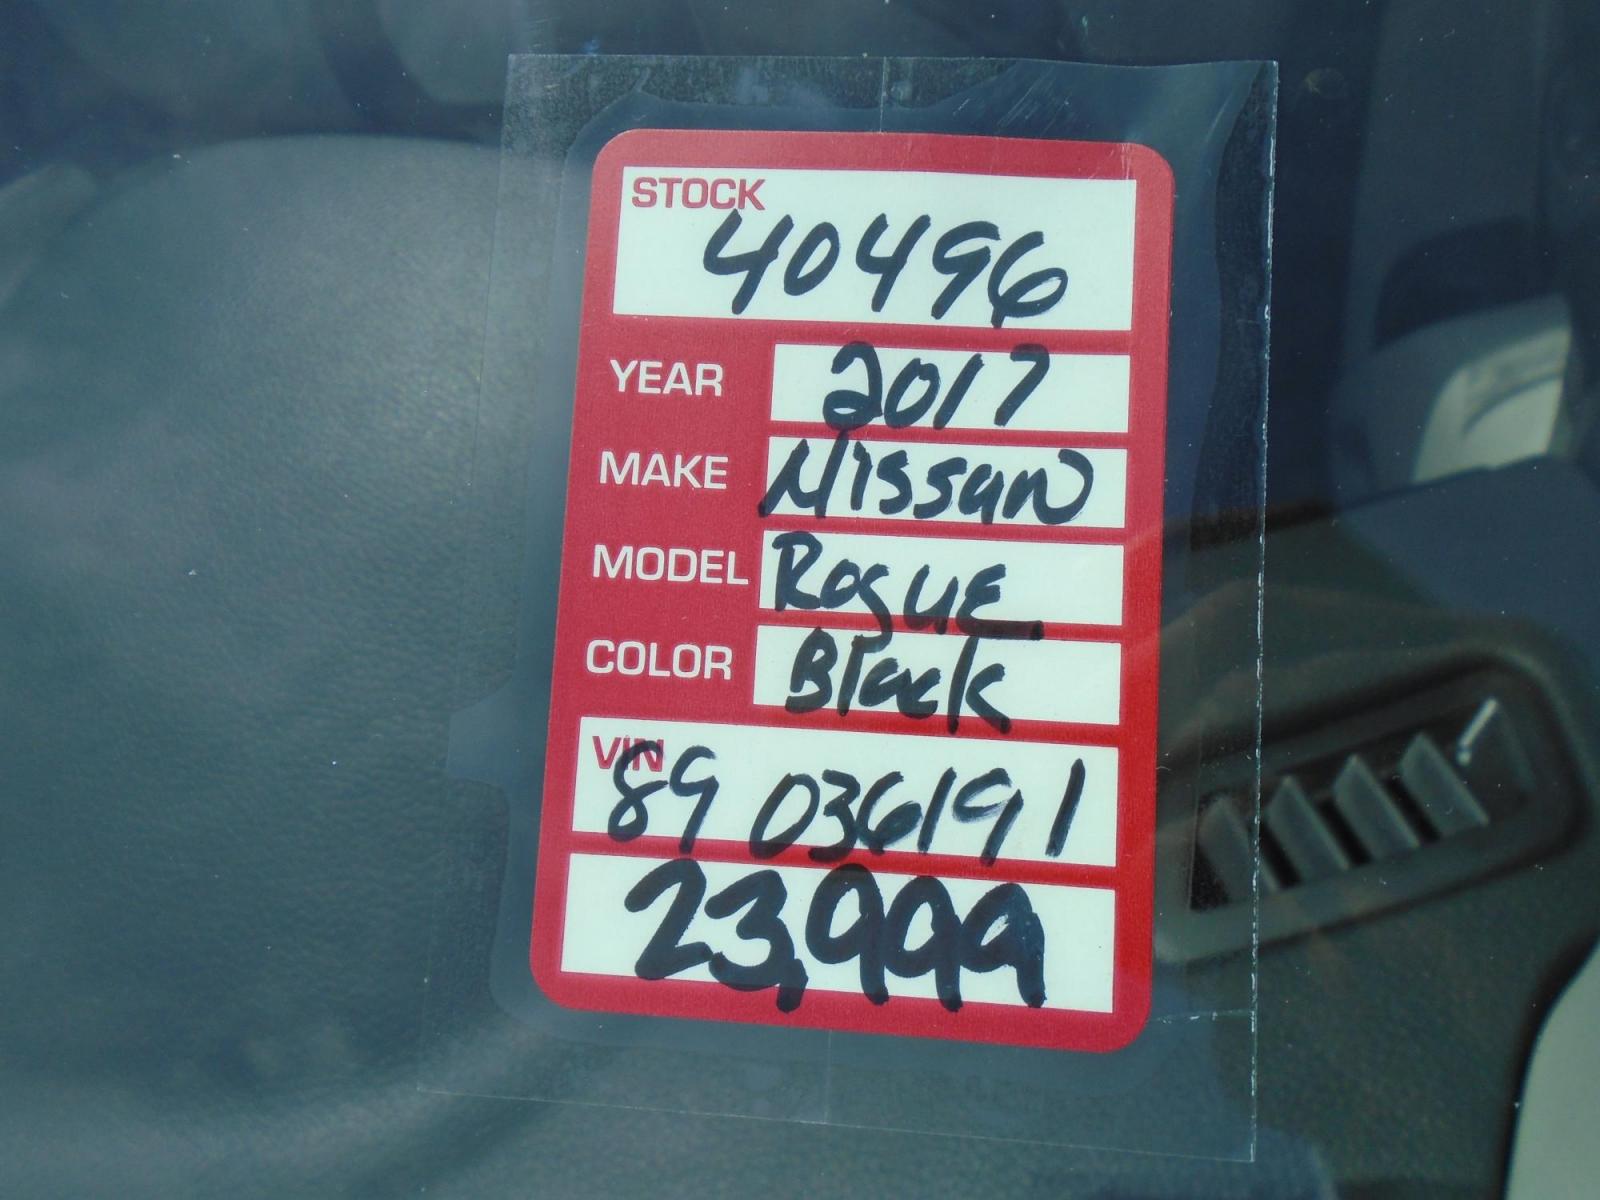 STOCK
40496
YEAR 2017
MAKE Nissan
MODEL Rogue
COLOR Black
VIN
89 036191
23,999